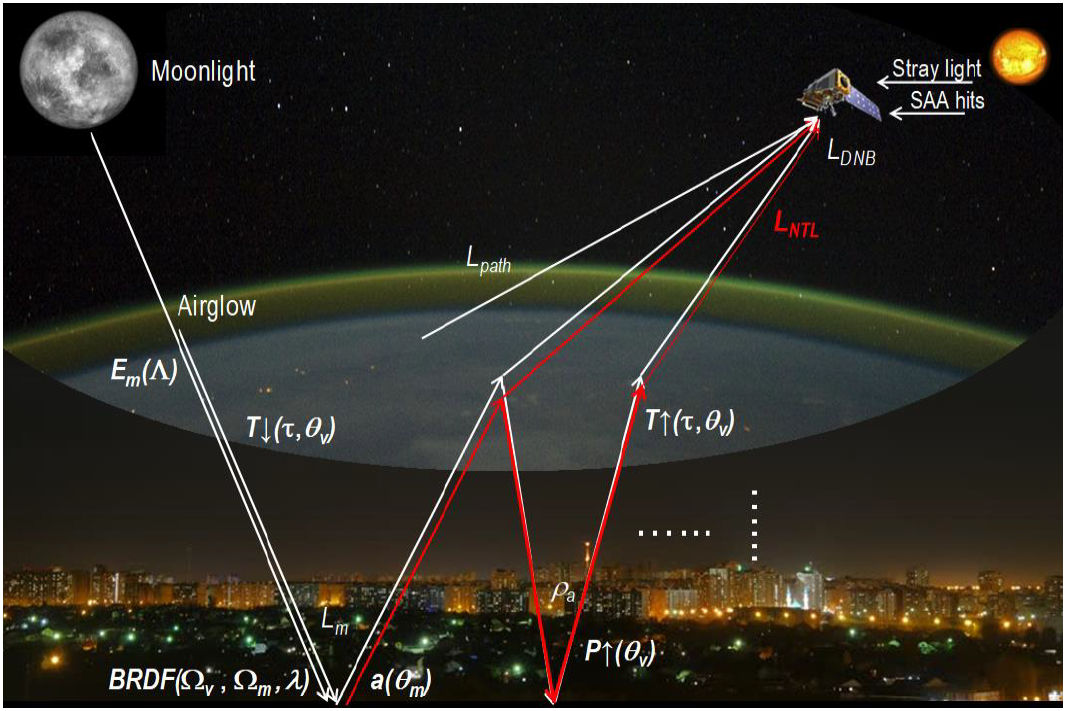 Moonlight
Stray light
SAA hits
L_DNB
L_NTL
L_path
Airglow
E_m(Λ)
T↓(τ,θ_v)
T↑(τ,θ_v)
ρ_a
L_m
P↑(θ_v)
BRDF(Ω_v , Ω_m , λ)
a(θ_m)